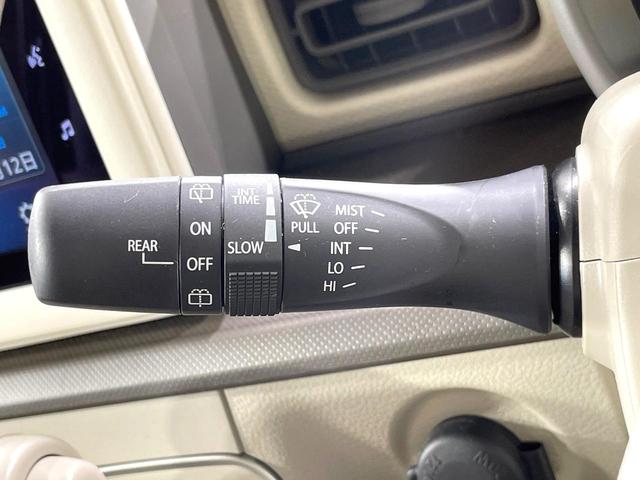 12日
REAR
ON
OFF
INT
TIME
SLOW
PULL
MIST
OFF
INT
LO
HI